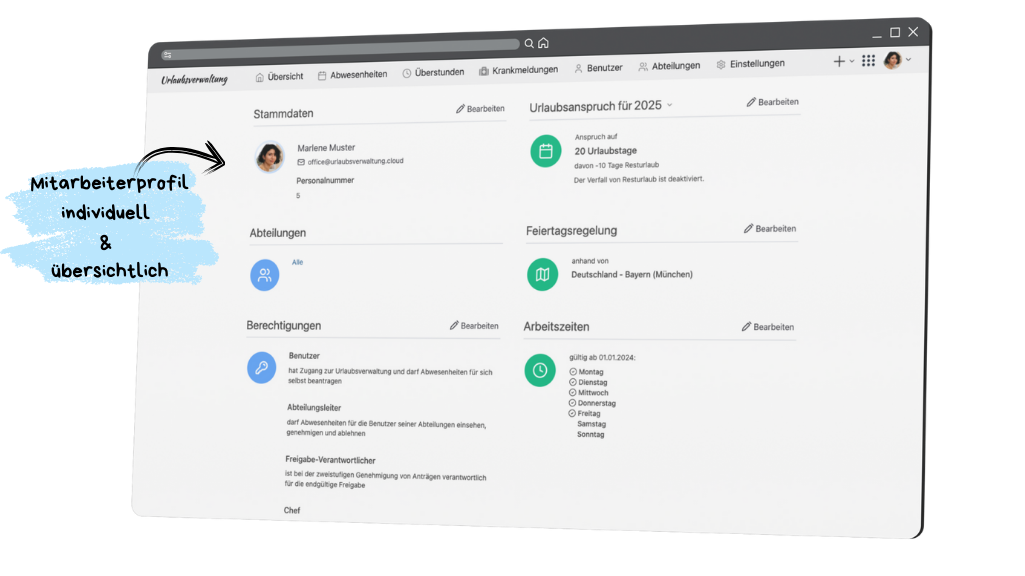 Urlaubsverwaltung
Übersicht
Abwesenheiten
Überstunden
Krankmeldungen
Benutzer
Abteilungen
Einstellungen
Mitarbeiterprofil
individuell
&
übersichtlich
Stammdaten
Bearbeiten
Marlene Muster
office@urlaubsverwaltung.cloud
Personalnummer
5
Abteilungen
Alle
Berechtigungen
Bearbeiten
Benutzer
hat Zugang zur Urlaubsverwaltung und darf Abwesenheiten für sich
selbst beantragen
Abteilungsleiter
darf Abwesenheiten für die Benutzer seiner Abteilungen einsehen,
genehmigen und ablehnen
Freigabe-Verantwortlicher
ist bei der zweistufigen Genehmigung von Anträgen verantwortlich
für die endgültige Freigabe
Chef
Urlaubsanspruch für 2025
Bearbeiten
Anspruch auf
20 Urlaubstage
davon -10 Tage Resturlaub
Der Verfall von Resturlaub ist deaktiviert.
Feiertagsregelung
Bearbeiten
anhand von
Deutschland - Bayern (München)
Arbeitszeiten
Bearbeiten
gültig ab 01.01.2024:
Montag
Dienstag
Mittwoch
Donnerstag
Freitag
Samstag
Sonntag